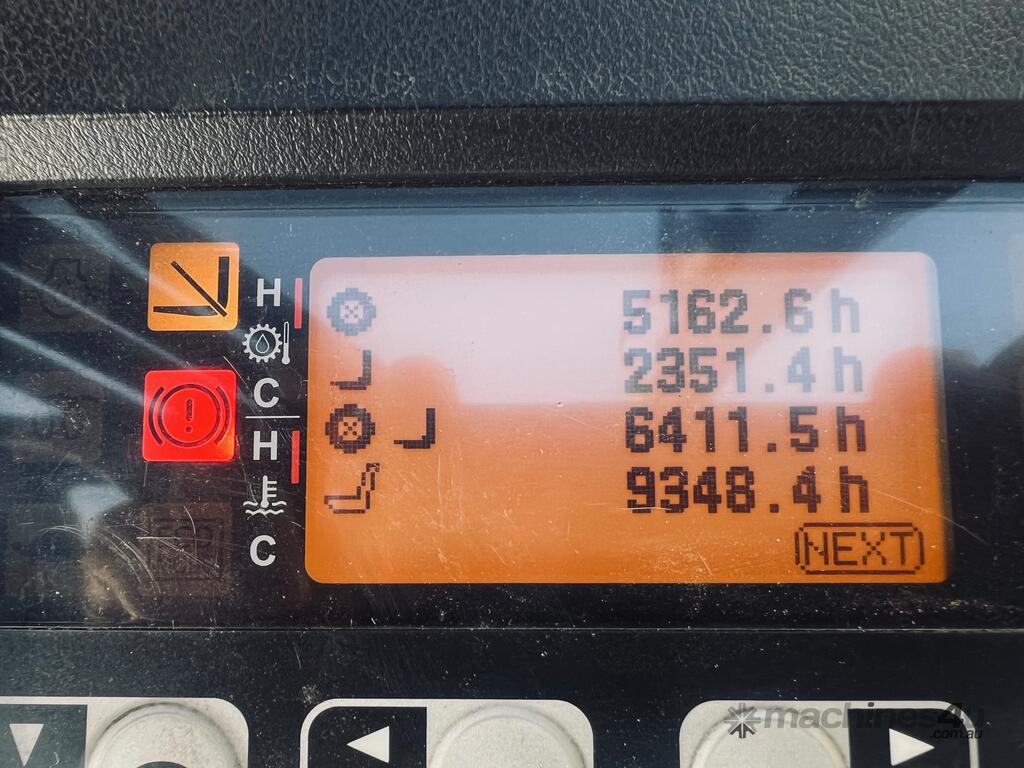 5162.6 h
H
2351.4 h
C
6411.5 h
H
9348.4 h
C
NEXT
machines4u
.com.au